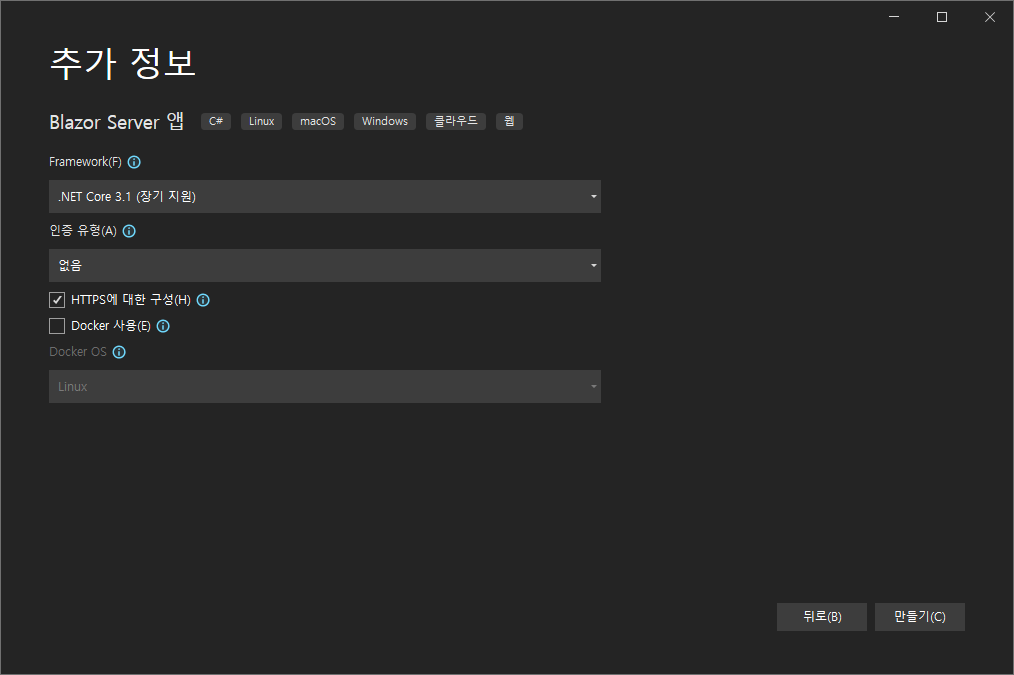 추가 정보
Blazor Server 앱 C# Linux macOS Windows 클라우드 웹
Framework(F)
.NET Core 3.1 (장기 지원)
인증 유형(A)
없음
HTTPS에 대한 구성(H)
Docker 사용(E)
Docker OS
Linux
뒤로(B) 만들기(C)